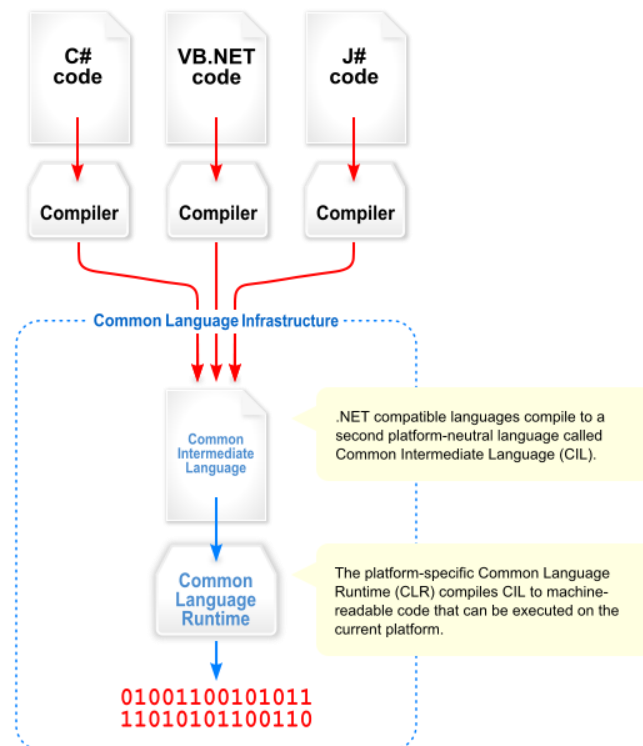 C#
code
VB.NET
code
J#
code
Compiler
Compiler
Compiler
Common Language Infrastructure
Common
Intermediate
Language
.NET compatible languages compile to a
second platform-neutral language called
Common Intermediate Language (CIL).
Common
Language
Runtime
The platform-specific Common Language
Runtime (CLR) compiles CIL to machine-
readable code that can be executed on the
current platform.
01001100101011
11010101100110